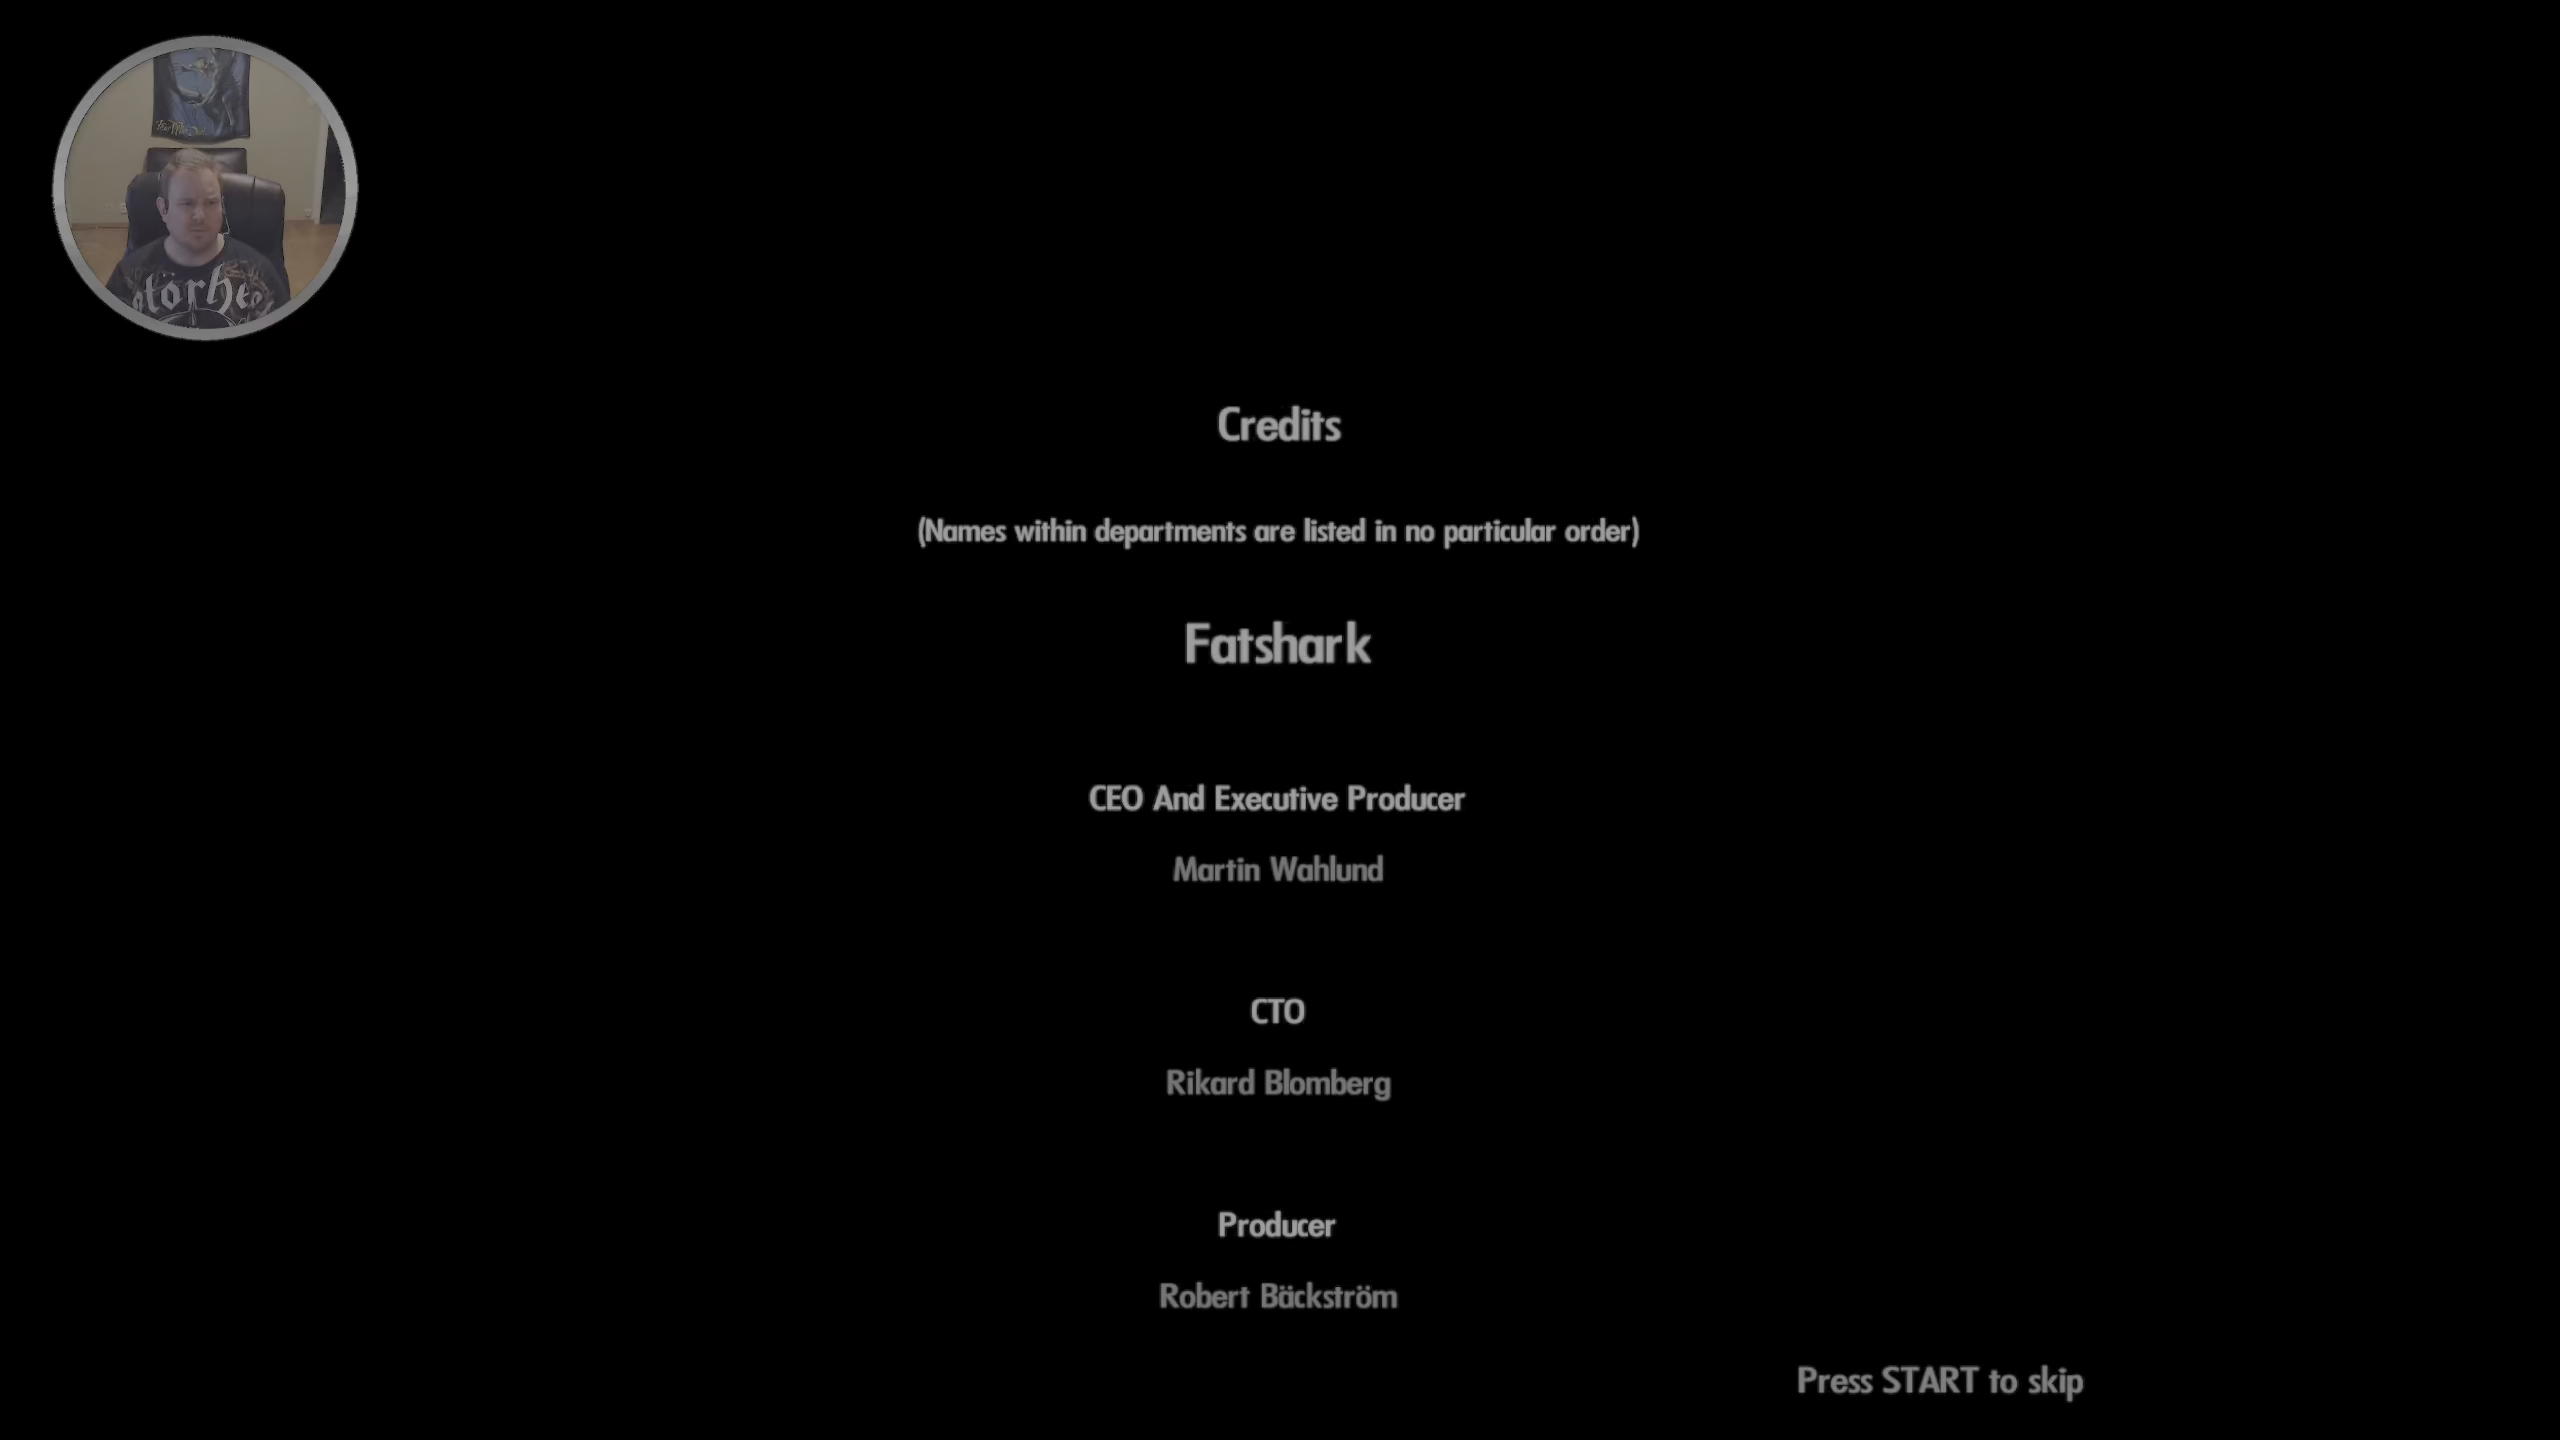 Credits
(Names within departments are listed in no particular order)
Fatshark
CEO And Executive Producer
Martin Wahlund
CTO
Rikard Blomberg
Producer
Robert Bäckström
Press START to skip